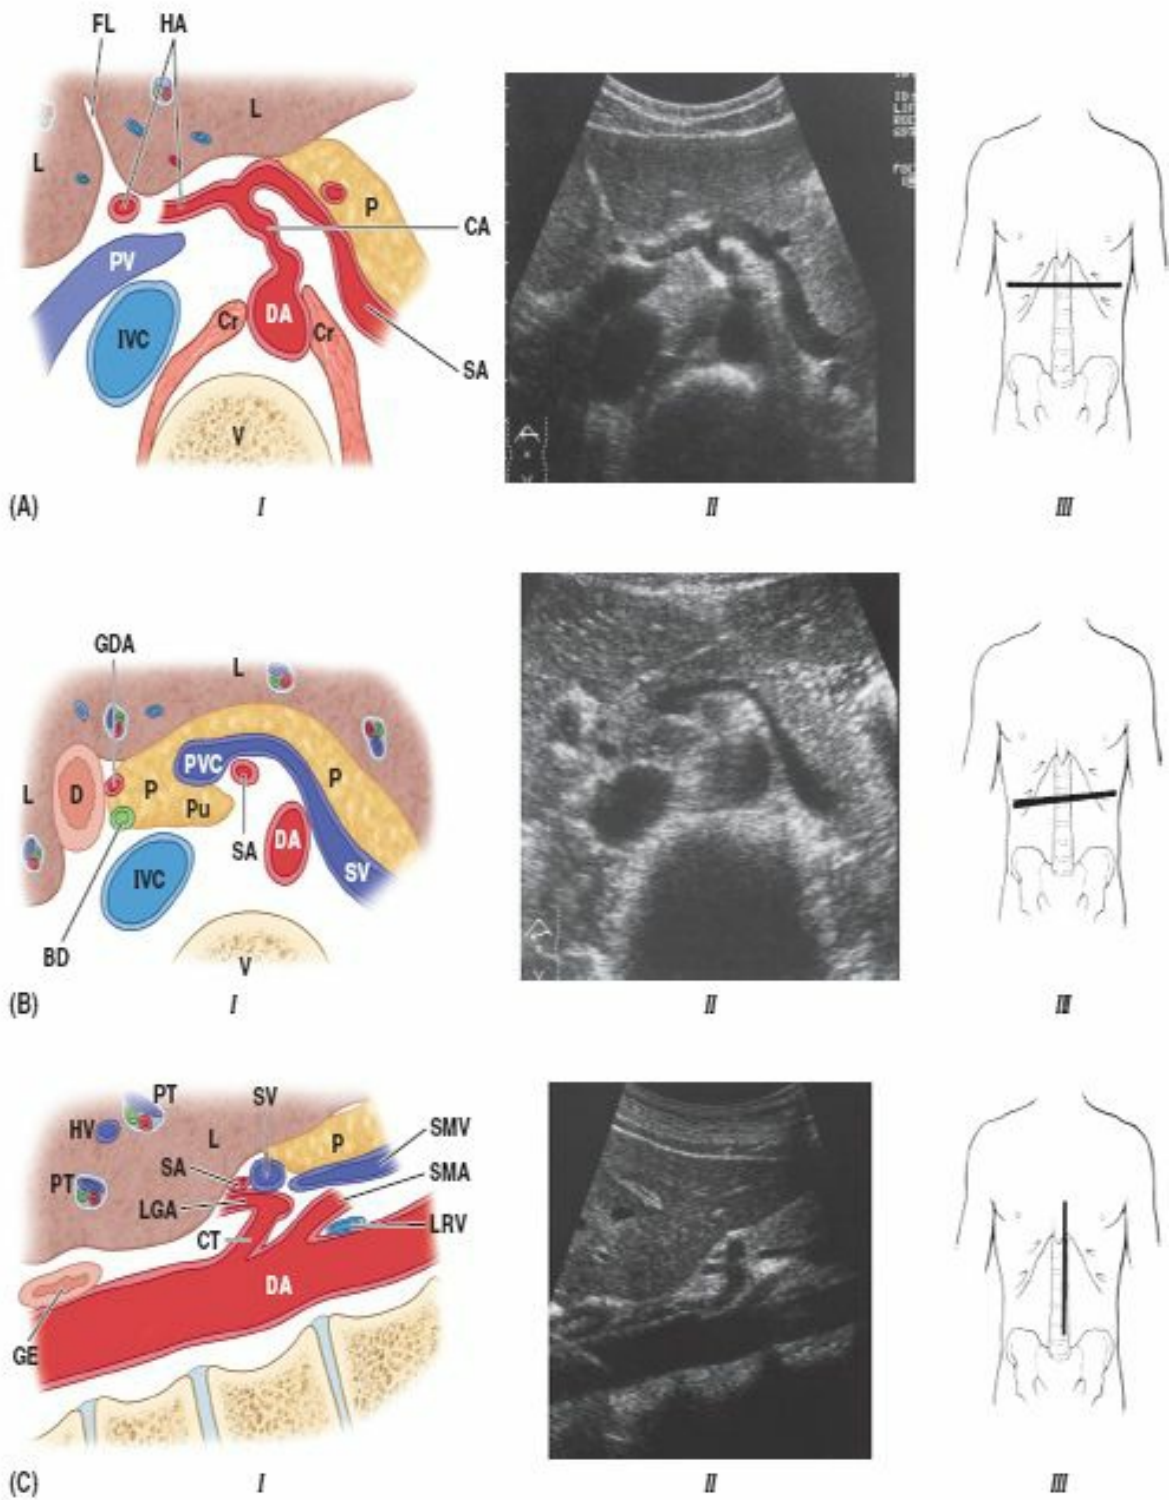 FL HA
L
L
P
CA
PV
DA
Cr
Cr
IVC
SA
V
(A) I II III
GDA
L
PVC
P
L
D
P
Pu
SA
DA
IVC
SV
BD
V
(B) I II III
PT SV
HV
L
P
SMV
SA
SMA
PT
LGA
LRV
CT
DA
GE
(C) I II III